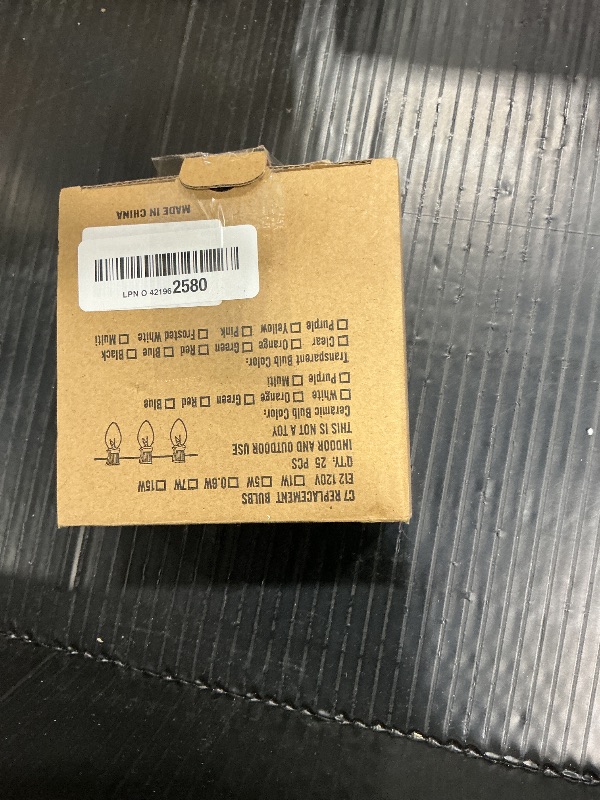 C7 REPLACEMENT BULBS
E12 120V ☐ 1W ☐ 5W ☐ 0.6W ☐ 7W ☐ 15W
QTY. 25 PCS
INDOOR AND OUTDOOR USE
THIS IS NOT A TOY
Ceramic Bulb Color:
☐ White ☐ Orange ☐ Green ☐ Red ☐ Blue
☐ Purple ☐ Multi
Transparent Bulb Color:
☐ Clear ☐ Orange ☐ Green ☐ Red ☐ Blue ☐ Black
☐ Purple ☐ Yellow ☐ Pink ☐ Frosted White ☐ Multi
LPN O 42196 2580
MADE IN CHINA